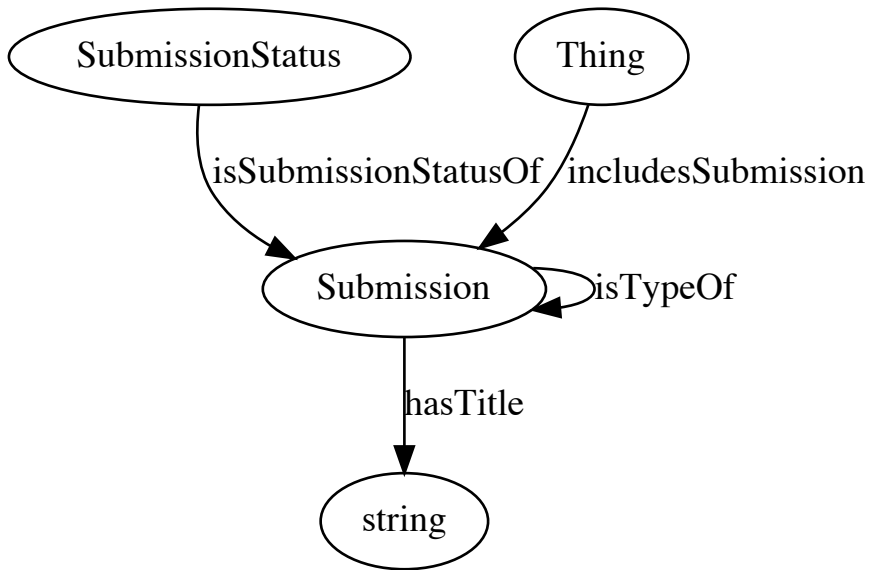 SubmissionStatus
Thing
isSubmissionStatusOf
includesSubmission
Submission
isTypeOf
hasTitle
string